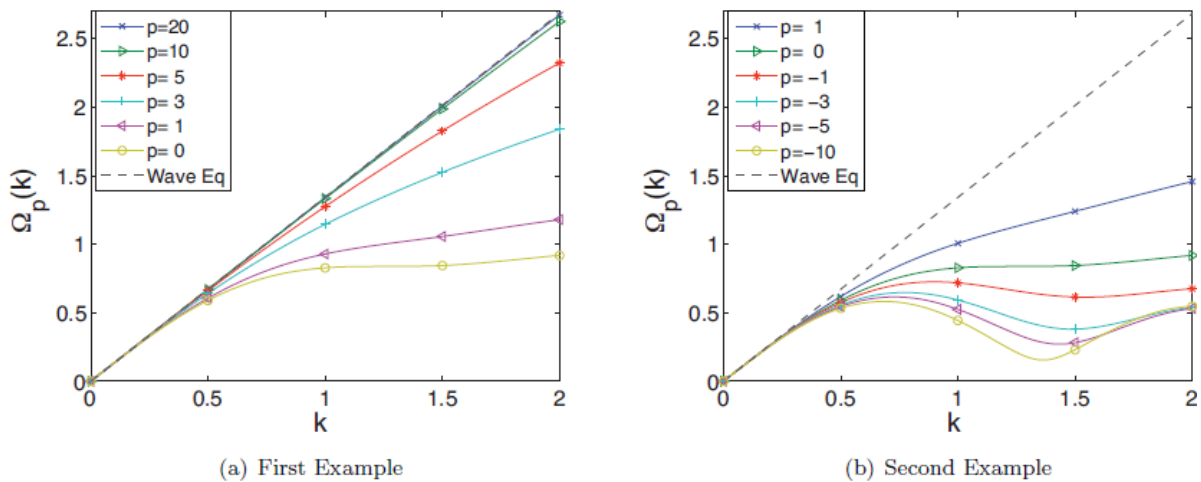 2.5
2
1.5
1
0.5
0
Ωp(k)
p=20
p=10
p= 5
p= 3
p= 1
p= 0
Wave Eq
0 0.5 1 1.5 2
k
(a) First Example
2.5
2
1.5
1
0.5
0
Ωp(k)
p= 1
p= 0
p= −1
p= −3
p= −5
p=−10
Wave Eq
0 0.5 1 1.5 2
k
(b) Second Example